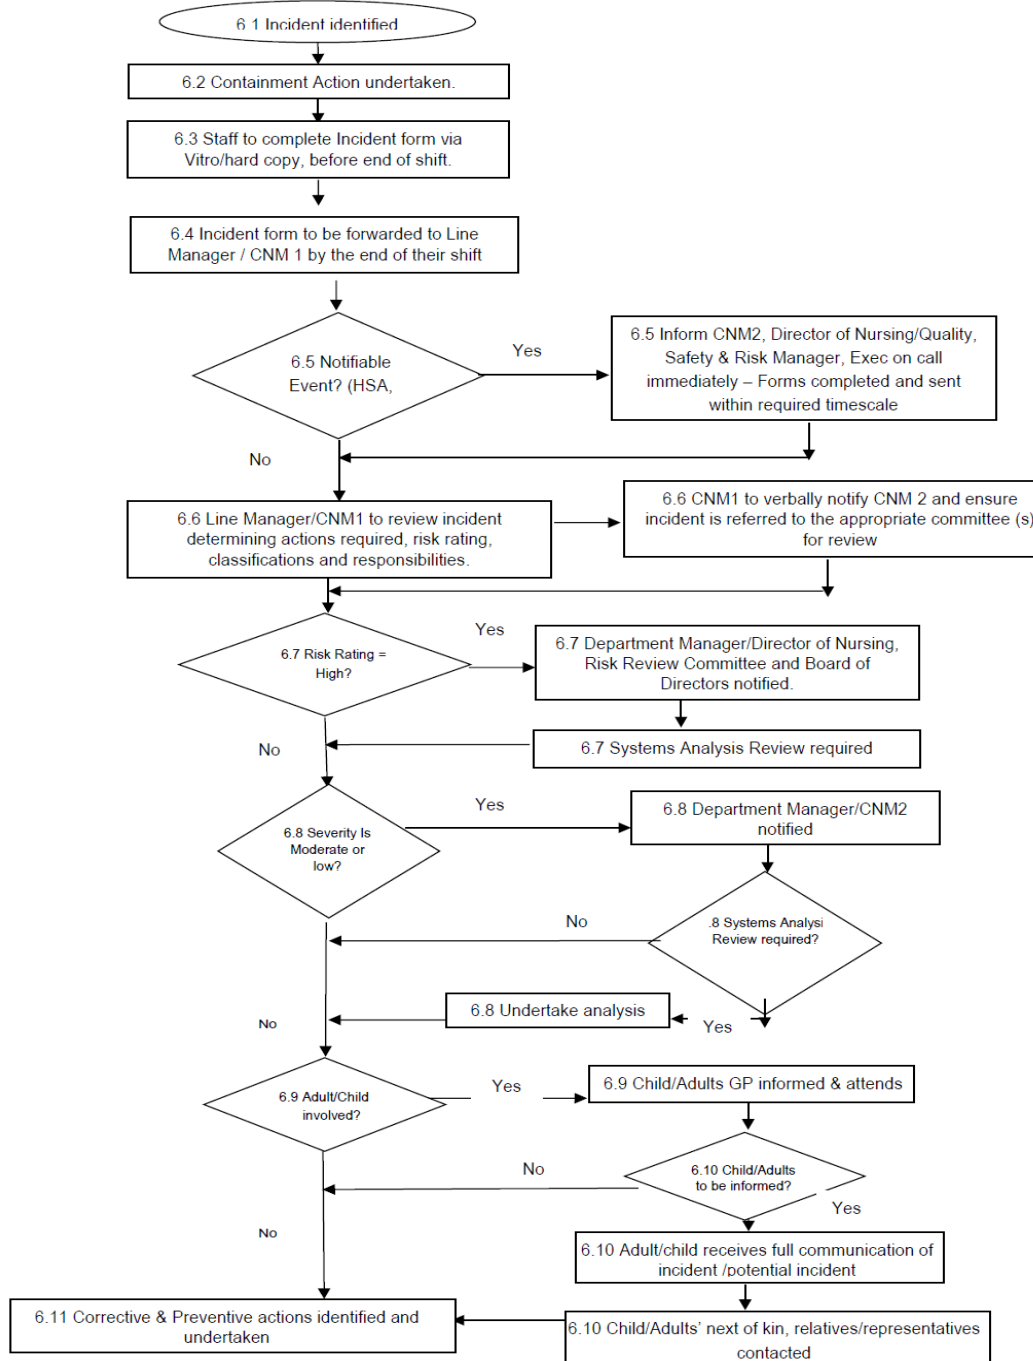 6.1 Incident identified
6.2 Containment Action undertaken.
6.3 Staff to complete Incident form via
Vitro/hard copy, before end of shift.
6.4 Incident form to be forwarded to Line
Manager / CNM 1 by the end of their shift
6.5 Notifiable
Event? (HSA,
Yes
6.5 Inform CNM2, Director of Nursing/Quality,
Safety & Risk Manager, Exec on call
immediately – Forms completed and sent
within required timescale
No
6.6 Line Manager/CNM1 to review incident
determining actions required, risk rating,
classifications and responsibilities.
6.6 CNM1 to verbally notify CNM 2 and ensure
incident is referred to the appropriate committee (s)
for review
6.7 Risk Rating =
High?
Yes
6.7 Department Manager/Director of Nursing,
Risk Review Committee and Board of
Directors notified.
No
6.7 Systems Analysis Review required
6.8 Severity Is
Moderate or
low?
Yes
6.8 Department Manager/CNM2
notified
.8 Systems Analysi
Review required?
No
6.8 Undertake analysis
Yes
No
6.9 Adult/Child
involved?
Yes
6.9 Child/Adults GP informed & attends
6.10 Child/Adults
to be informed?
No
Yes
No
6.10 Adult/child receives full communication of
incident /potential incident
6.11 Corrective & Preventive actions identified and
undertaken
6.10 Child/Adults' next of kin, relatives/representatives
contacted